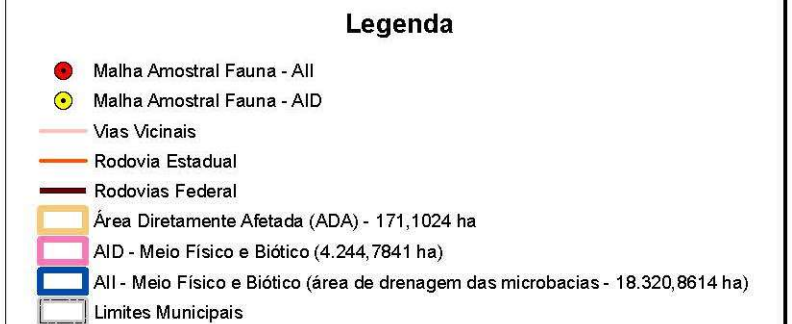 Legenda
Malha Amostral Fauna - AII
Malha Amostral Fauna - AID
Vias Vicinais
Rodovia Estadual
Rodovias Federal
Área Diretamente Afetada (ADA) - 171,1024 ha
AID - Meio Físico e Biótico (4.244,7841 ha)
AII - Meio Físico e Biótico (área de drenagem das microbacias - 18.320,8614 ha)
Limites Municipais